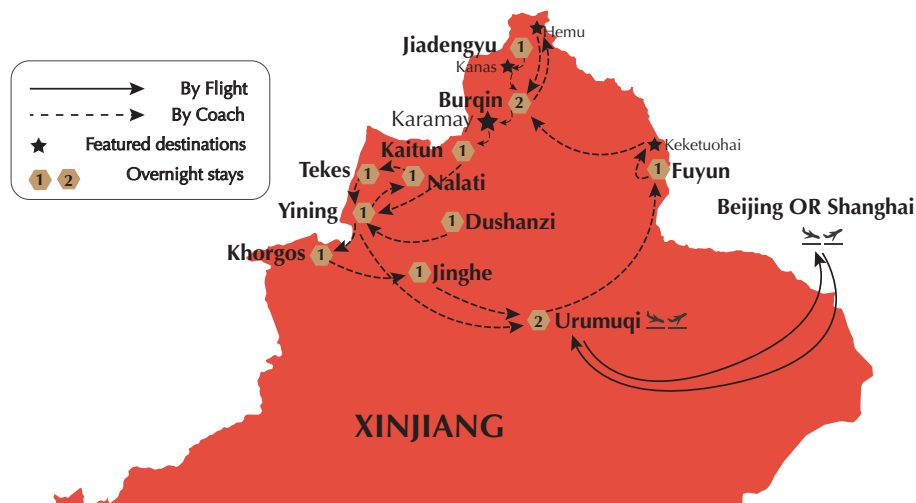 Hemu
Jiadengyu
1
Kanas
Burqin
2
Karamay
By Flight
By Coach
Featured destinations
1 2
Overnight stays
Kaitun
1
Keketuohai
Tekes
1
1
Nalati
1
Fuyun
Yining
1
1
Dushanzi
Beijing OR Shanghai
Khorgos
1
1
Jinghe
2
Urumuqi
XINJIANG